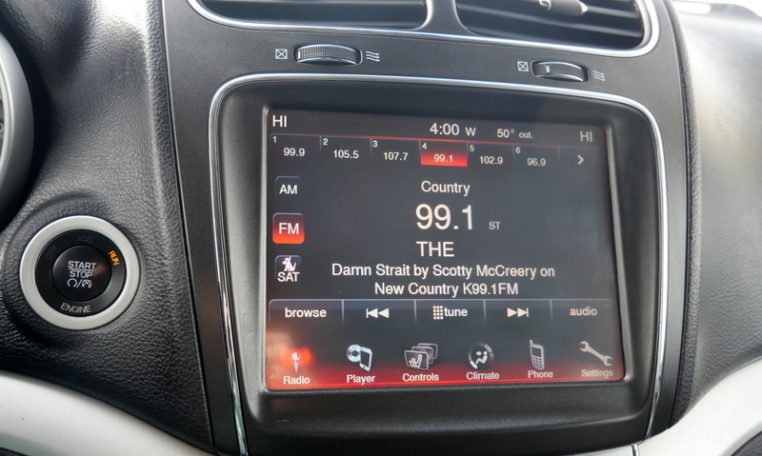 HI 4:00 W 50° out. HI
1 2 3 4 5 6
99.9 105.5 107.7 99.1 102.9 96.9
AM
Country
FM
99.1 ST
THE
SAT
Damn Strait by Scotty McCreery on
New Country K99.1FM
browse tune audio
Radio Player Controls Climate Phone Settings
RUN
START
STOP
ENGINE